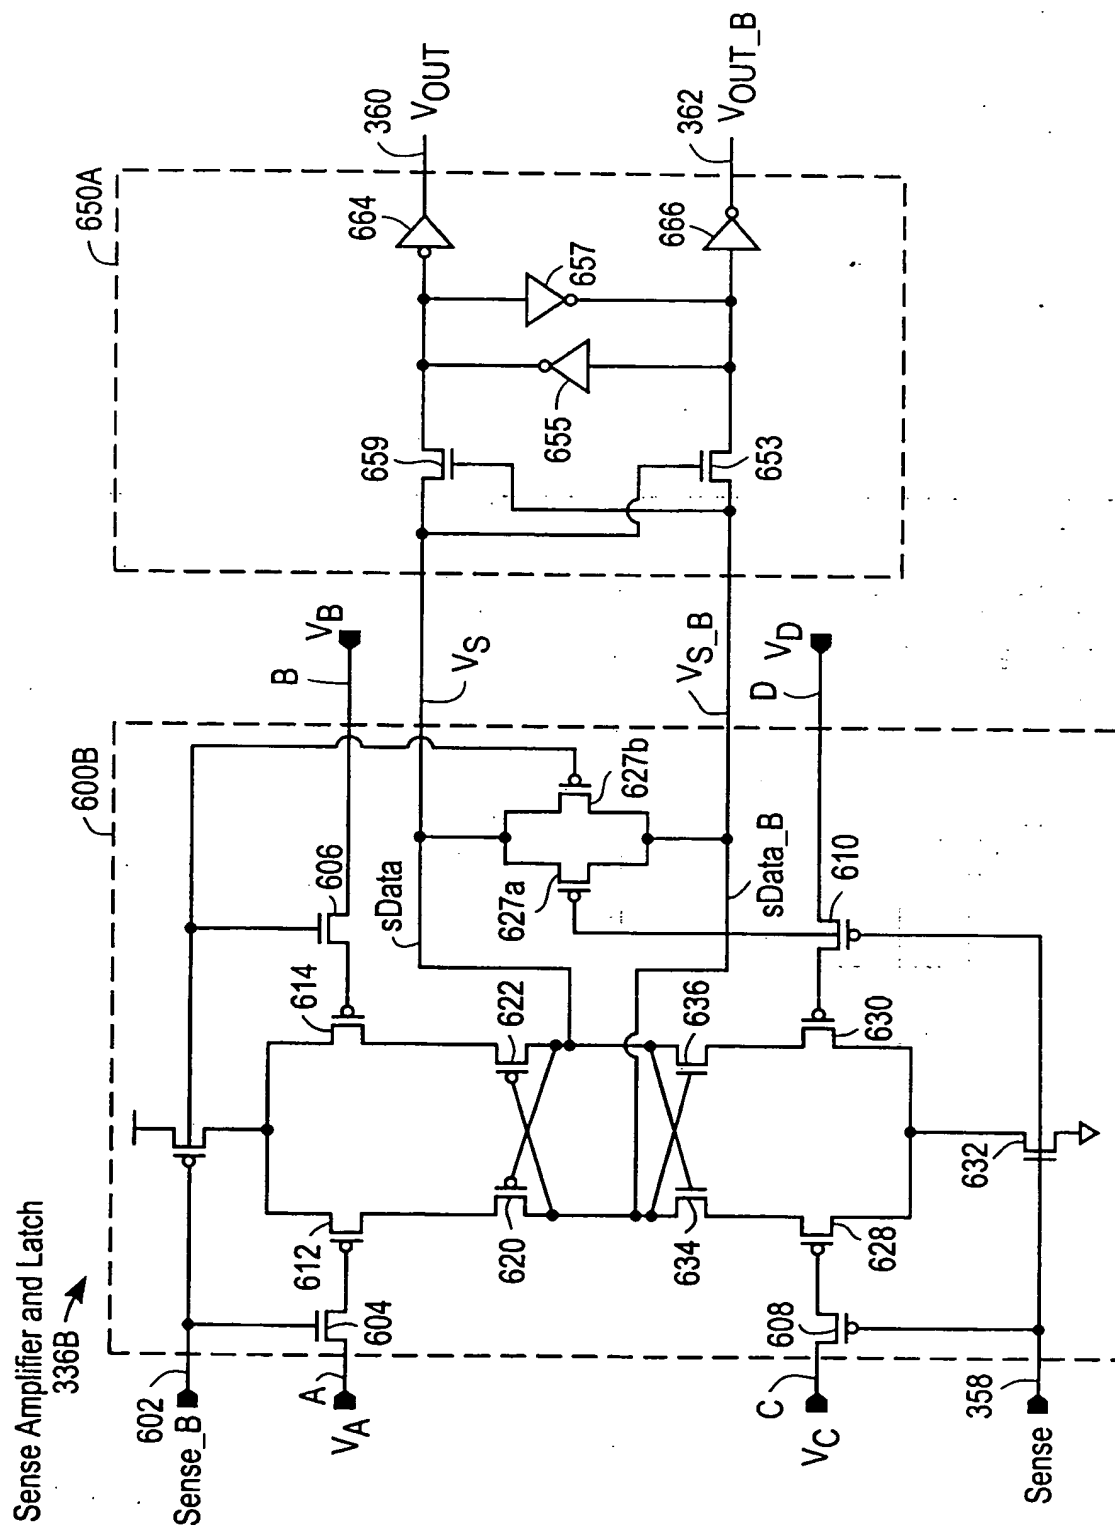 Sense Amplifier and Latch
336B
600B
650A
602
Sense_B
A
VA
604
612
614
606
B
VB
620
622
sData
VS
627a
627b
sData_B
VS_B
634
636
608
C
VC
628
630
610
D
VD
632
358
Sense
659
653
655
657
664
666
360
VOUT
362
VOUT_B